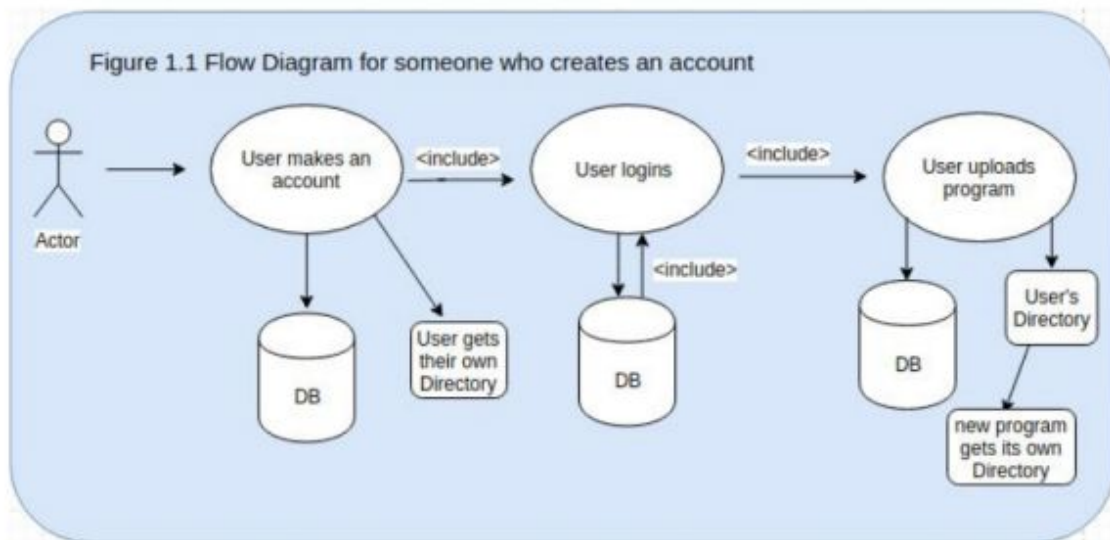 Figure 1.1 Flow Diagram for someone who creates an account
Actor
User makes an
account
<include>
User logins
<include>
User uploads
program
<include>
DB
User gets
their own
Directory
DB
DB
User's
Directory
new program
gets its own
Directory